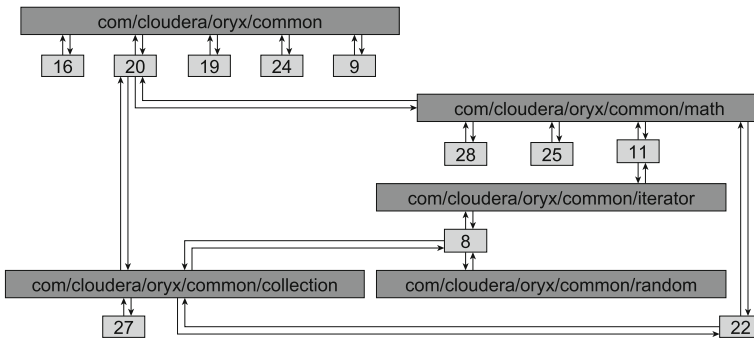 com/cloudera/oryx/common
16 20 19 24 9
com/cloudera/oryx/common/math
28 25 11
com/cloudera/oryx/common/iterator
8
com/cloudera/oryx/common/collection com/cloudera/oryx/common/random
27 22